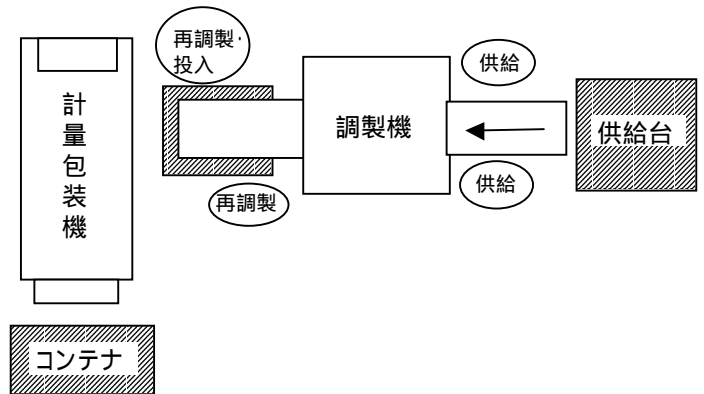 再調製・
投入
供給
計量包装機
調製機
供給台
供給
再調製
コンテナ